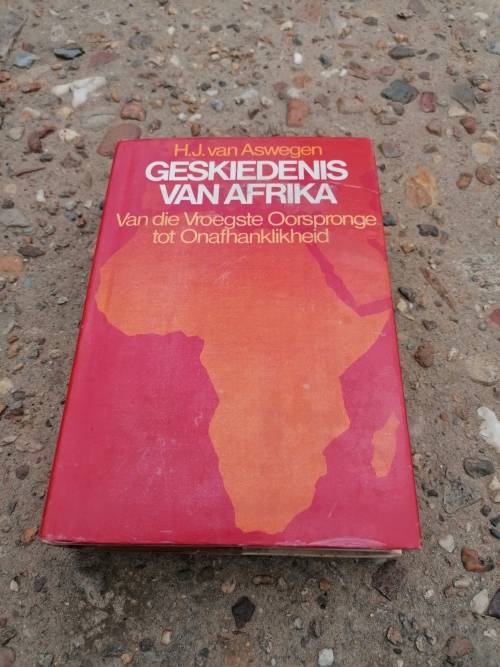 H.J. van Aswegen
GESKIEDENIS
VAN AFRIKA
Van die Vroegste Oorspronge
tot Onafhanklikheid